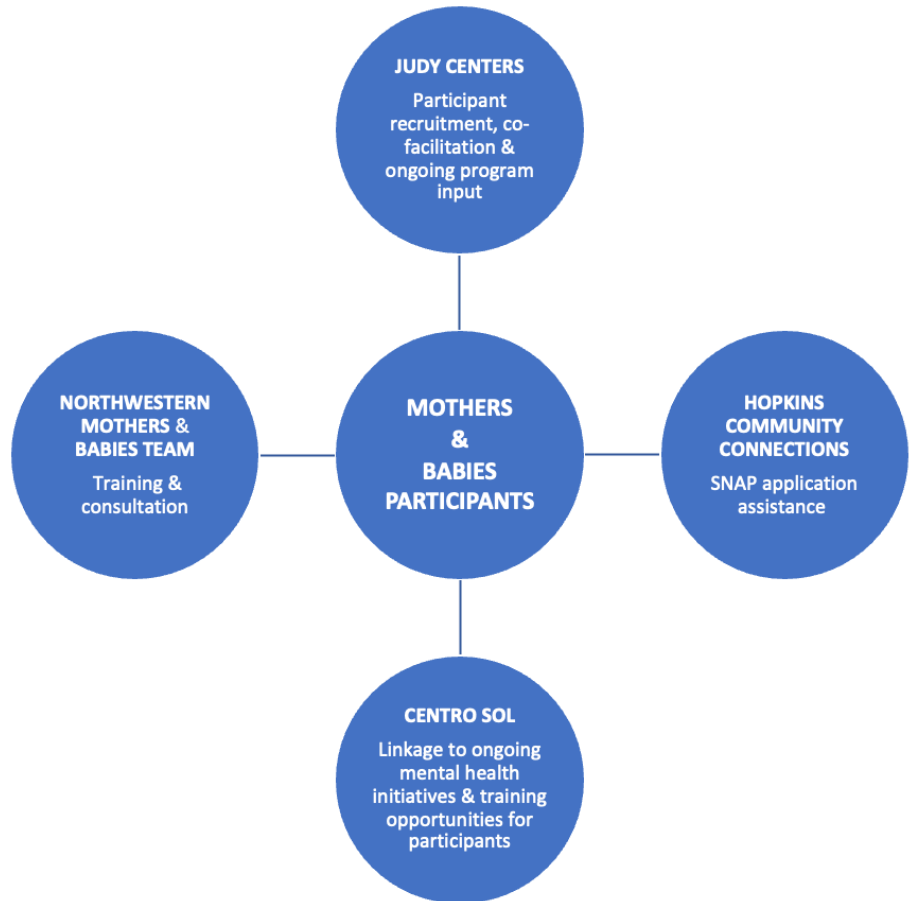 JUDY CENTERS
Participant
recruitment, co-
facilitation &
ongoing program
input
NORTHWESTERN
MOTHERS &
BABIES TEAM
Training &
consultation
MOTHERS
&
BABIES
PARTICIPANTS
HOPKINS
COMMUNITY
CONNECTIONS
SNAP application
assistance
CENTRO SOL
Linkage to ongoing
mental health
initiatives & training
opportunities for
participants